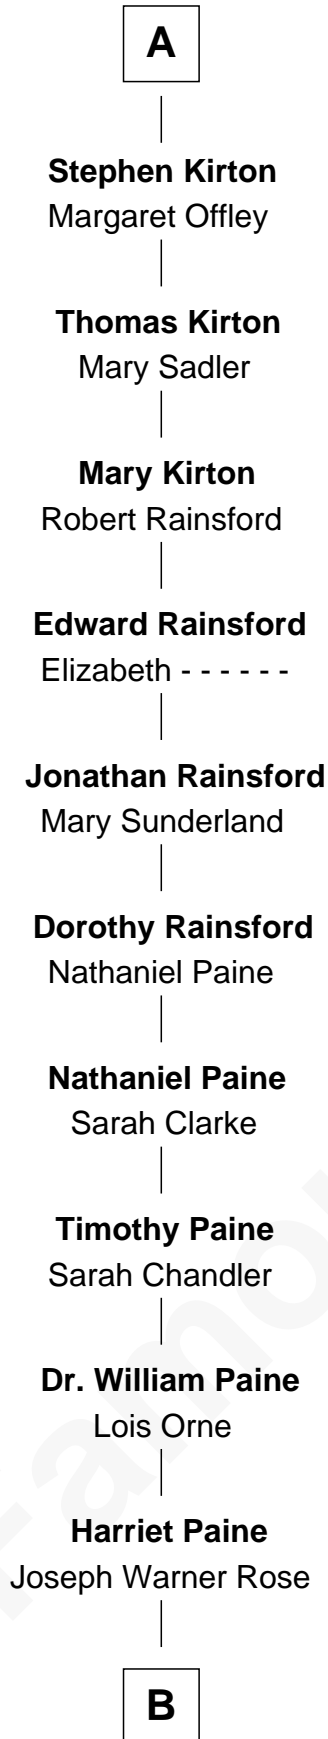 A
Stephen Kirton
Margaret Offley
Thomas Kirton
Mary Sadler
Mary Kirton
Robert Rainsford
Edward Rainsford
Elizabeth - - - - - -
Jonathan Rainsford
Mary Sunderland
Dorothy Rainsford
Nathaniel Paine
Nathaniel Paine
Sarah Clarke
Timothy Paine
Sarah Chandler
Dr. William Paine
Lois Orne
Harriet Paine
Joseph Warner Rose
B